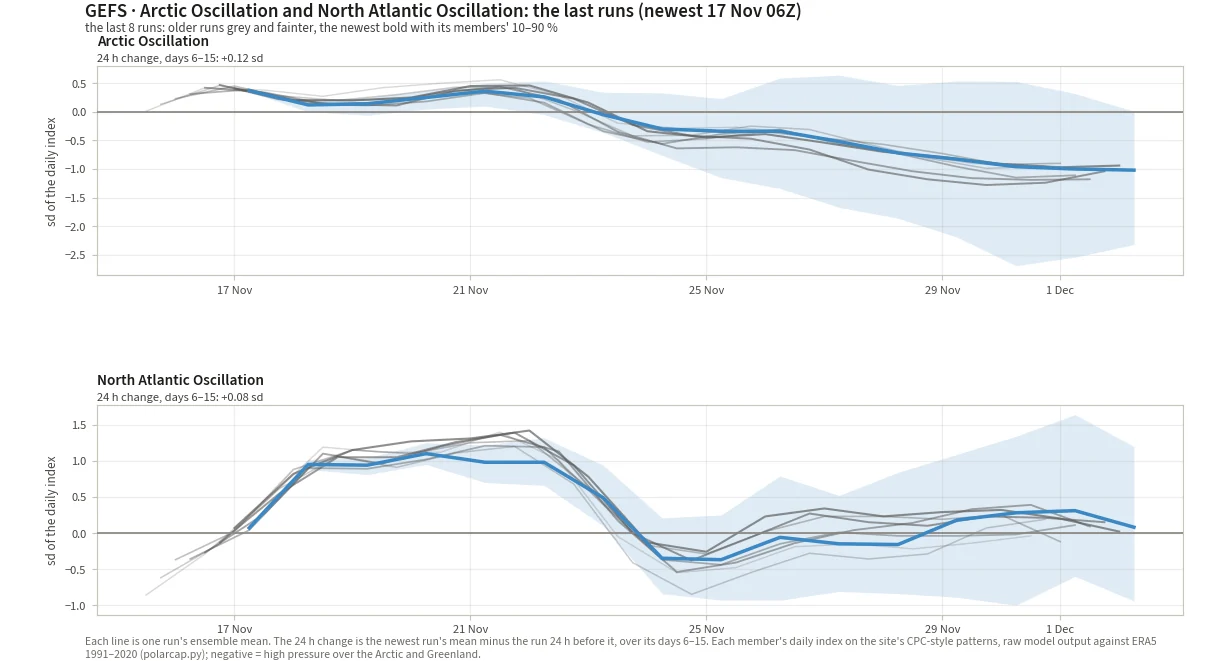 GEFS · Arctic Oscillation and North Atlantic Oscillation: the last runs (newest 17 Nov 06Z)
the last 8 runs: older runs grey and fainter, the newest bold with its members' 10–90 %
Arctic Oscillation
24 h change, days 6–15: +0.12 sd
sd of the daily index
0.5
0.0
−0.5
−1.0
−1.5
−2.0
−2.5
17 Nov
21 Nov
25 Nov
29 Nov
1 Dec
North Atlantic Oscillation
24 h change, days 6–15: +0.08 sd
sd of the daily index
1.5
1.0
0.5
0.0
−0.5
−1.0
17 Nov
21 Nov
25 Nov
29 Nov
1 Dec
Each line is one run's ensemble mean. The 24 h change is the newest run's mean minus the run 24 h before it, over its days 6–15. Each member's daily index on the site's CPC-style patterns, raw model output against ERA5
1991–2020 (polarcap.py); negative = high pressure over the Arctic and Greenland.